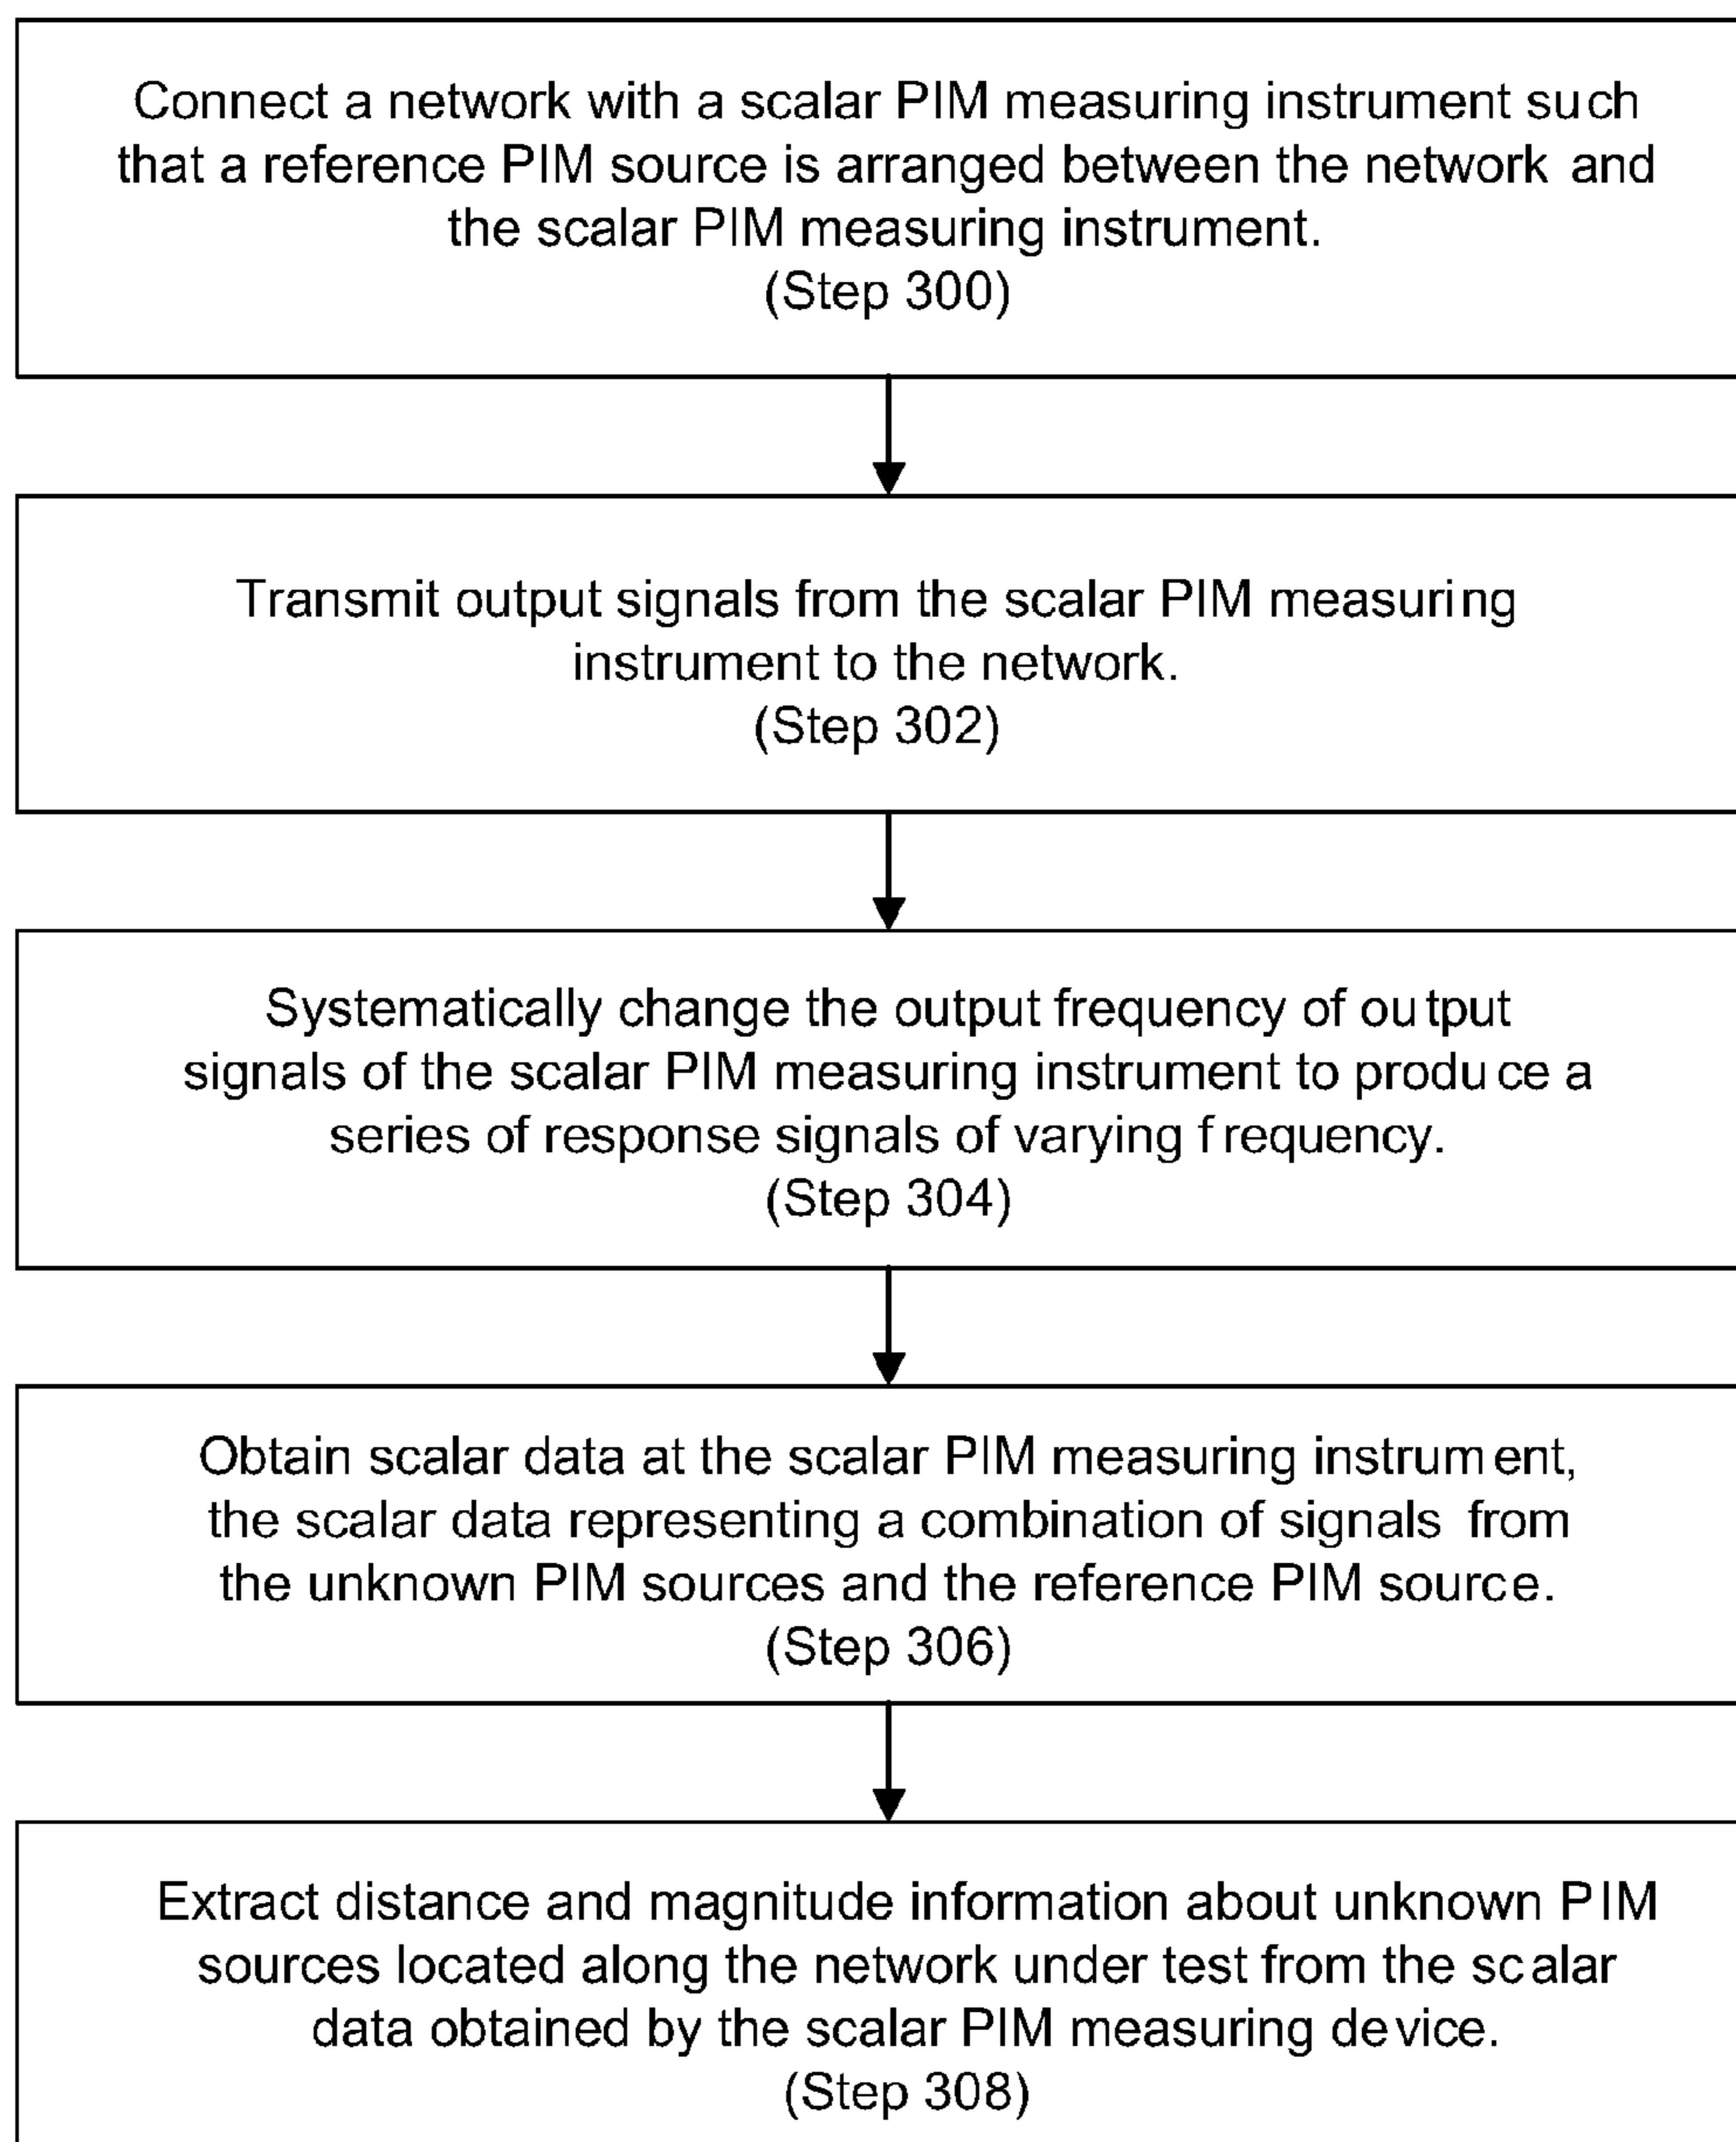 Connect a network with a scalar PIM measuring instrument such
that a reference PIM source is arranged between the network and
the scalar PIM measuring instrument.
(Step 300)
Transmit output signals from the scalar PIM measuring
instrument to the network.
(Step 302)
Systematically change the output frequency of output
signals of the scalar PIM measuring instrument to produce a
series of response signals of varying frequency.
(Step 304)
Obtain scalar data at the scalar PIM measuring instrument,
the scalar data representing a combination of signals from
the unknown PIM sources and the reference PIM source.
(Step 306)
Extract distance and magnitude information about unknown PIM
sources located along the network under test from the scalar
data obtained by the scalar PIM measuring device.
(Step 308)